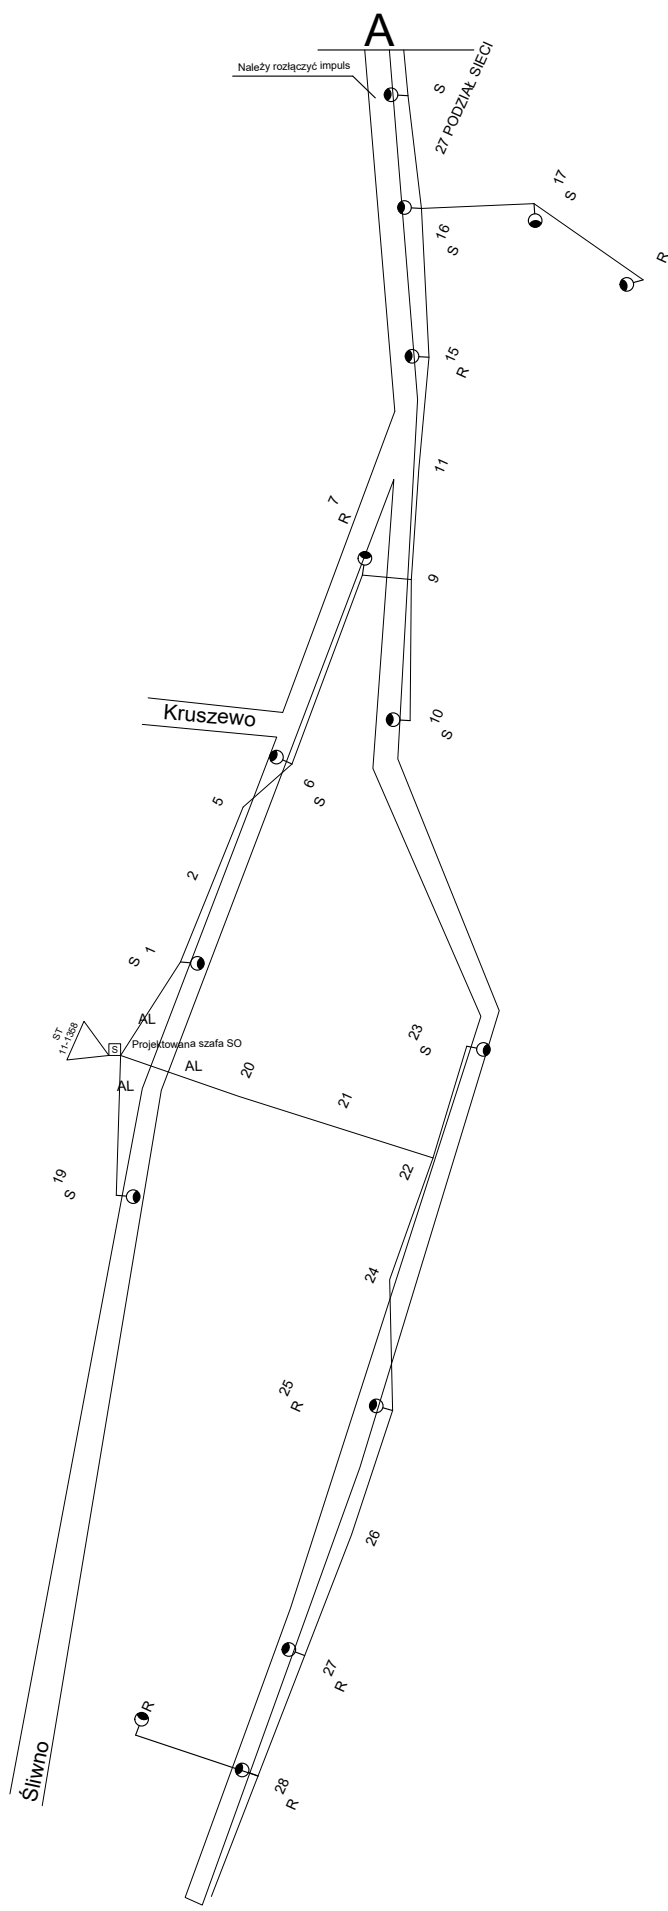 A
Należy rozłączyć impuls
S
27 PODZIAŁ SIECI
17
S
16
S
R
15
R
11
7
R
9
Kruszewo
10
S
6
S
5
2
1
S
AL
ST
11-1358
S
Projektowana szafa SO
AL
AL
20
21
23
S
22
19
S
24
25
R
26
27
R
R
28
R
Śliwno